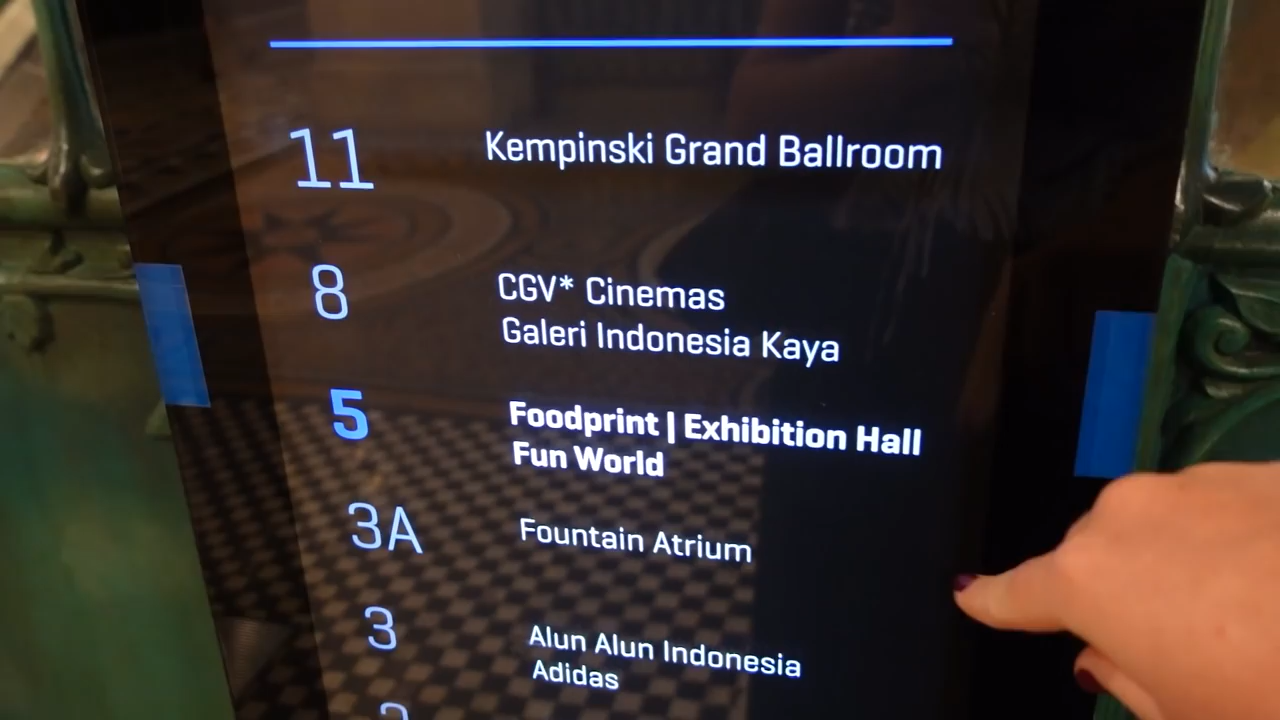 11 Kempinski Grand Ballroom
8 CGV* Cinemas
Galeri Indonesia Kaya
5 Foodprint | Exhibition Hall
Fun World
3A Fountain Atrium
3 Alun Alun Indonesia
Adidas